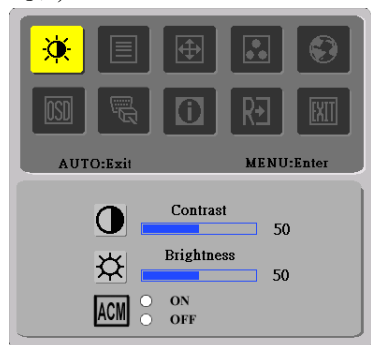 OSD
R
EXIT
AUTO:Exit MENU:Enter
Contrast
50
Brightness
50
ACM ON
OFF